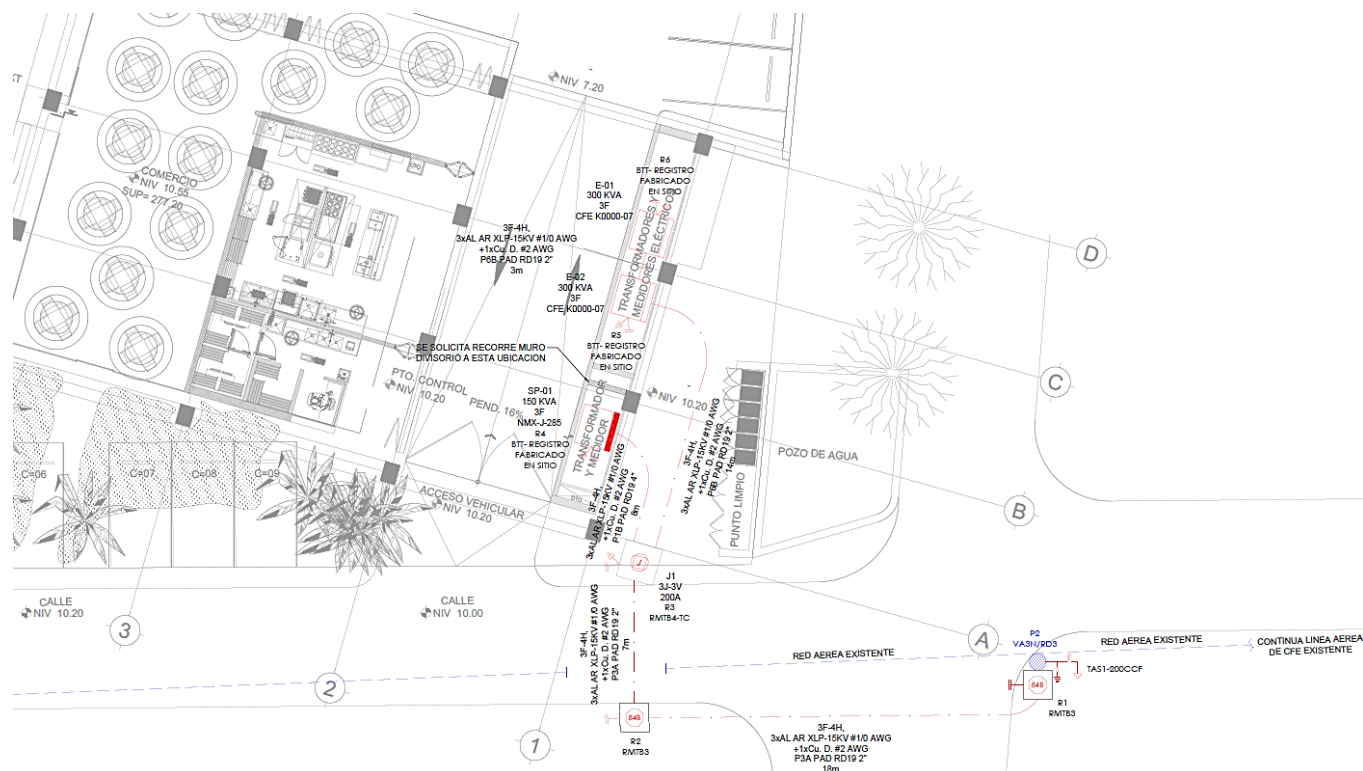 NIV 7.20
COMERCIO
NIV 10.55
SUP= 277.20
E-01
300 KVA
3F
CFE K0000-07
R6
BTT- REGISTRO
FABRICADO
EN SITIO
TRANSFORMADORES Y
MEDIDORES ELÉCTRICOS
3F-4H,
3xAL AR XLP-15KV #1/0 AWG
+1xCu. D. #2 AWG
P6B PAD RD19 2"
3m
E-02
300 KVA
3F
CFE K0000-07
R5
BTT- REGISTRO
FABRICADO
EN SITIO
SE SOLICITA RECORRE MURO
DIVISORIO A ESTA UBICACION
PTO. CONTROL
NIV 10.20
PEND. 16%
SP-01
150 KVA
3F
NMX-J-285
R4
BTT- REGISTRO
FABRICADO
EN SITIO
TRANSFORMADOR
Y MEDIDOR
NIV 10.20
3F-4H,
3xAL AR XLP-15KV #1/0 AWG
+1xCu. D. #2 AWG
P6B PAD RD19 2"
14m
3F-4H,
3xAL AR XLP-15KV #1/0 AWG
+1xCu. D. #2 AWG
P1B PAD RD19 4"
8m
PUNTO LIMPIO
POZO DE AGUA
D
C
B
A
C=06
C=07
C=08
C=09
ACCESO VEHICULAR
NIV 10.20
CALLE
NIV 10.20
CALLE
NIV 10.00
3
2
1
J
J1
3J-3V
200A
R3
RMTB4-TC
3F-4H,
3xAL AR XLP-15KV #1/0 AWG
+1xCu. D. #2 AWG
P3A PAD RD19 2"
7m
RED AEREA EXISTENTE
P2
VA3N/RD3
RED AEREA EXISTENTE
CONTINUA LINEA AEREA
DE CFE EXISTENTE
TAS1-200CCF
R1
RMTB3
R2
RMTB3
3F-4H,
3xAL AR XLP-15KV #1/0 AWG
+1xCu. D. #2 AWG
P3A PAD RD19 2"
18m